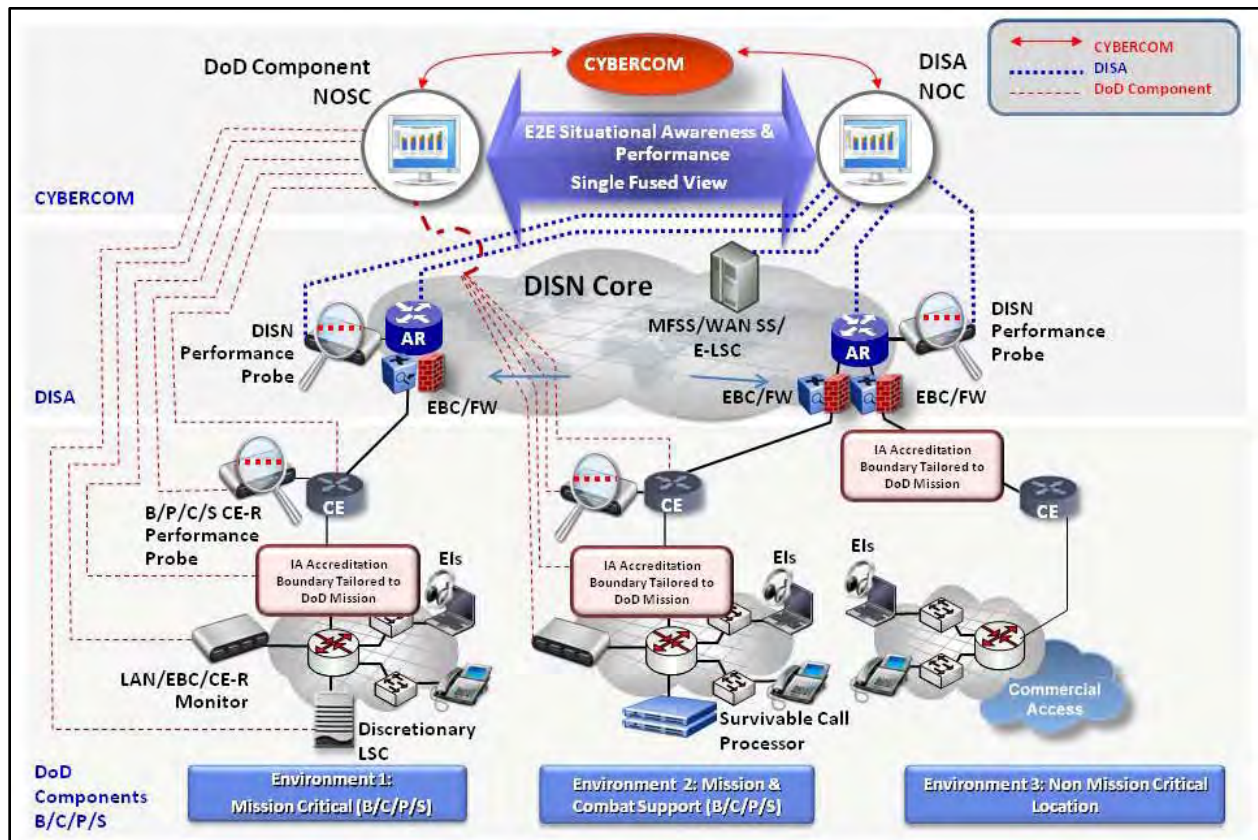 DoD Component
NOSC
CYBERCOM
DISA
NOC
CYBERCOM
DISA
DoD Component
E2E Situational Awareness &
Performance
Single Fused View
CYBERCOM
DISN Core
MFSS/WAN SS/
E-LSC
DISN
Performance
Probe
AR
EBC/FW
AR
DISN
Performance
Probe
EBC/FW
EBC/FW
DISA
B/P/C/S CE-R
Performance
Probe
CE
CE
IA Accreditation
Boundary Tailored to
DoD Mission
CE
IA Accreditation
Boundary Tailored to
DoD Mission
EIs
IA Accreditation
Boundary Tailored to
DoD Mission
EIs
EIs
LAN/EBC/CE-R
Monitor
Discretionary
LSC
Survivable Call
Processor
Commercial
Access
DoD
Components
B/C/P/S
Environment 1:
Mission Critical (B/C/P/S)
Environment 2: Mission &
Combat Support (B/C/P/S)
Environment 3: Non Mission Critical
Location